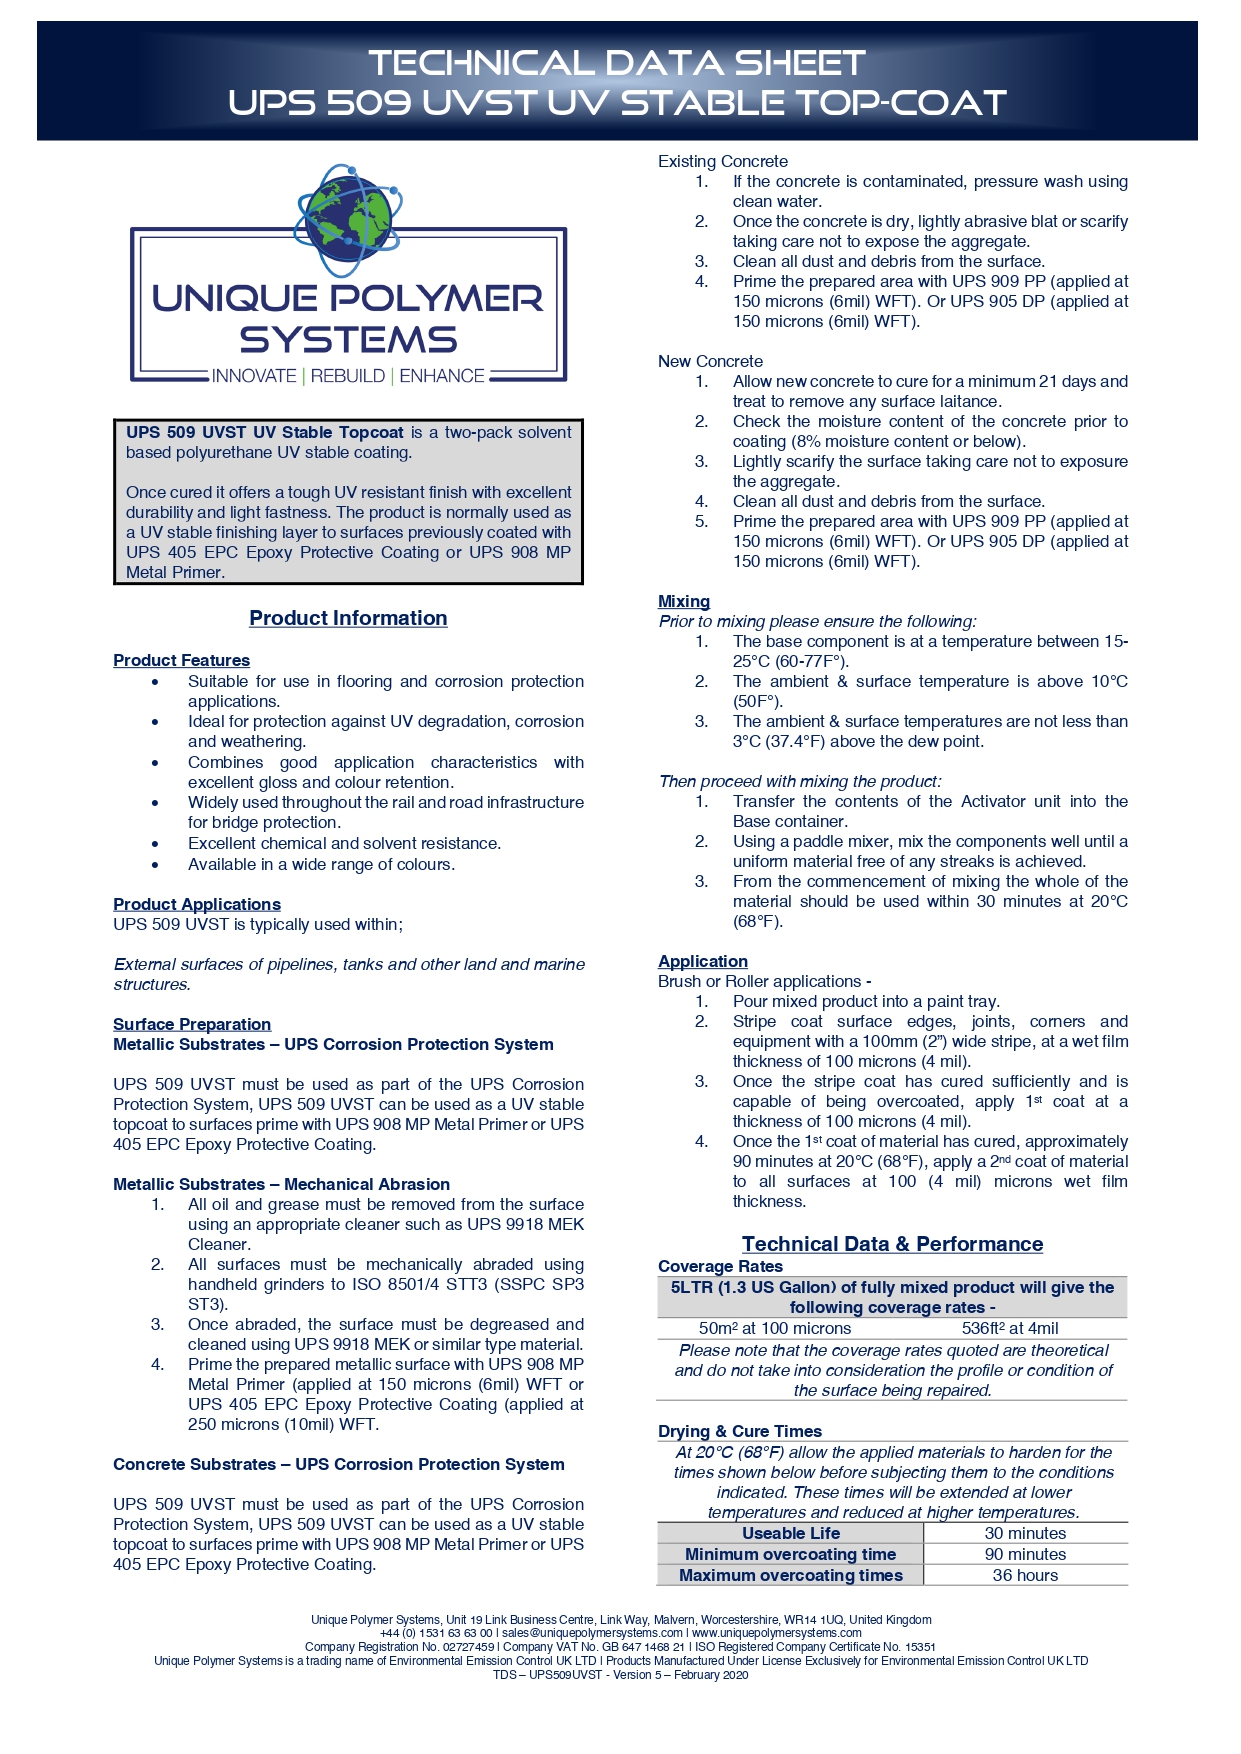 TECHNICAL DATA SHEET
UPS 509 UVST UV STABLE TOP-COAT
UNIQUE POLYMER
SYSTEMS
INNOVATE | REBUILD | ENHANCE
UPS 509 UVST UV Stable Topcoat is a two-pack solvent
based polyurethane UV stable coating.
Once cured it offers a tough UV resistant finish with excellent
durability and light fastness. The product is normally used as
a UV stable finishing layer to surfaces previously coated with
UPS 405 EPC Epoxy Protective Coating or UPS 908 MP
Metal Primer.
Product Information
Product Features
• Suitable for use in flooring and corrosion protection
applications.
• Ideal for protection against UV degradation, corrosion
and weathering.
• Combines good application characteristics with
excellent gloss and colour retention.
• Widely used throughout the rail and road infrastructure
for bridge protection.
• Excellent chemical and solvent resistance.
• Available in a wide range of colours.
Product Applications
UPS 509 UVST is typically used within;
External surfaces of pipelines, tanks and other land and marine
structures.
Surface Preparation
Metallic Substrates – UPS Corrosion Protection System
UPS 509 UVST must be used as part of the UPS Corrosion
Protection System, UPS 509 UVST can be used as a UV stable
topcoat to surfaces prime with UPS 908 MP Metal Primer or UPS
405 EPC Epoxy Protective Coating.
Metallic Substrates – Mechanical Abrasion
1. All oil and grease must be removed from the surface
using an appropriate cleaner such as UPS 9918 MEK
Cleaner.
2. All surfaces must be mechanically abraded using
handheld grinders to ISO 8501/4 STT3 (SSPC SP3
ST3).
3. Once abraded, the surface must be degreased and
cleaned using UPS 9918 MEK or similar type material.
4. Prime the prepared metallic surface with UPS 908 MP
Metal Primer (applied at 150 microns (6mil) WFT or
UPS 405 EPC Epoxy Protective Coating (applied at
250 microns (10mil) WFT.
Concrete Substrates – UPS Corrosion Protection System
UPS 509 UVST must be used as part of the UPS Corrosion
Protection System, UPS 509 UVST can be used as a UV stable
topcoat to surfaces prime with UPS 908 MP Metal Primer or UPS
405 EPC Epoxy Protective Coating.
Existing Concrete
1. If the concrete is contaminated, pressure wash using
clean water.
2. Once the concrete is dry, lightly abrasive blat or scarify
taking care not to expose the aggregate.
3. Clean all dust and debris from the surface.
4. Prime the prepared area with UPS 909 PP (applied at
150 microns (6mil) WFT). Or UPS 905 DP (applied at
150 microns (6mil) WFT).
New Concrete
1. Allow new concrete to cure for a minimum 21 days and
treat to remove any surface laitance.
2. Check the moisture content of the concrete prior to
coating (8% moisture content or below).
3. Lightly scarify the surface taking care not to exposure
the aggregate.
4. Clean all dust and debris from the surface.
5. Prime the prepared area with UPS 909 PP (applied at
150 microns (6mil) WFT). Or UPS 905 DP (applied at
150 microns (6mil) WFT).
Mixing
Prior to mixing please ensure the following:
1. The base component is at a temperature between 15-
25°C (60-77F°).
2. The ambient & surface temperature is above 10°C
(50F°).
3. The ambient & surface temperatures are not less than
3°C (37.4°F) above the dew point.
Then proceed with mixing the product:
1. Transfer the contents of the Activator unit into the
Base container.
2. Using a paddle mixer, mix the components well until a
uniform material free of any streaks is achieved.
3. From the commencement of mixing the whole of the
material should be used within 30 minutes at 20°C
(68°F).
Application
Brush or Roller applications -
1. Pour mixed product into a paint tray.
2. Stripe coat surface edges, joints, corners and
equipment with a 100mm (2”) wide stripe, at a wet film
thickness of 100 microns (4 mil).
3. Once the stripe coat has cured sufficiently and is
capable of being overcoated, apply 1st coat at a
thickness of 100 microns (4 mil).
4. Once the 1st coat of material has cured, approximately
90 minutes at 20°C (68°F), apply a 2nd coat of material
to all surfaces at 100 (4 mil) microns wet film
thickness.
Technical Data & Performance
Coverage Rates
5LTR (1.3 US Gallon) of fully mixed product will give the
following coverage rates -
50m² at 100 microns 536ft² at 4mil
Please note that the coverage rates quoted are theoretical
and do not take into consideration the profile or condition of
the surface being repaired.
Drying & Cure Times
At 20°C (68°F) allow the applied materials to harden for the
times shown below before subjecting them to the conditions
indicated. These times will be extended at lower
temperatures and reduced at higher temperatures.
Useable Life 30 minutes
Minimum overcoating time 90 minutes
Maximum overcoating times 36 hours
Unique Polymer Systems, Unit 19 Link Business Centre, Link Way, Malvern, Worcestershire, WR14 1UQ, United Kingdom
+44 (0) 1531 63 63 00 | sales@uniquepolymersystems.com | www.uniquepolymersystems.com
Company Registration No. 02727459 | Company VAT No. GB 647 1468 21 | ISO Registered Company Certificate No. 15351
Unique Polymer Systems is a trading name of Environmental Emission Control UK LTD | Products Manufactured Under License Exclusively for Environmental Emission Control UK LTD
TDS – UPS509UVST - Version 5 – February 2020